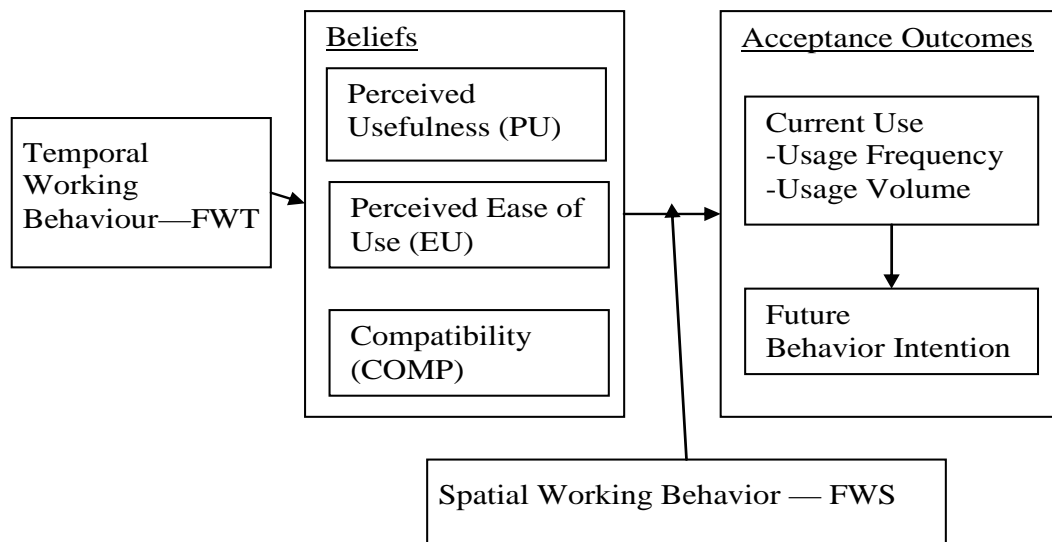 Temporal
Working
Behaviour—FWT
Beliefs
Perceived
Usefulness (PU)
Perceived Ease of
Use (EU)
Compatibility
(COMP)
Acceptance Outcomes
Current Use
-Usage Frequency
-Usage Volume
Future
Behavior Intention
Spatial Working Behavior — FWS